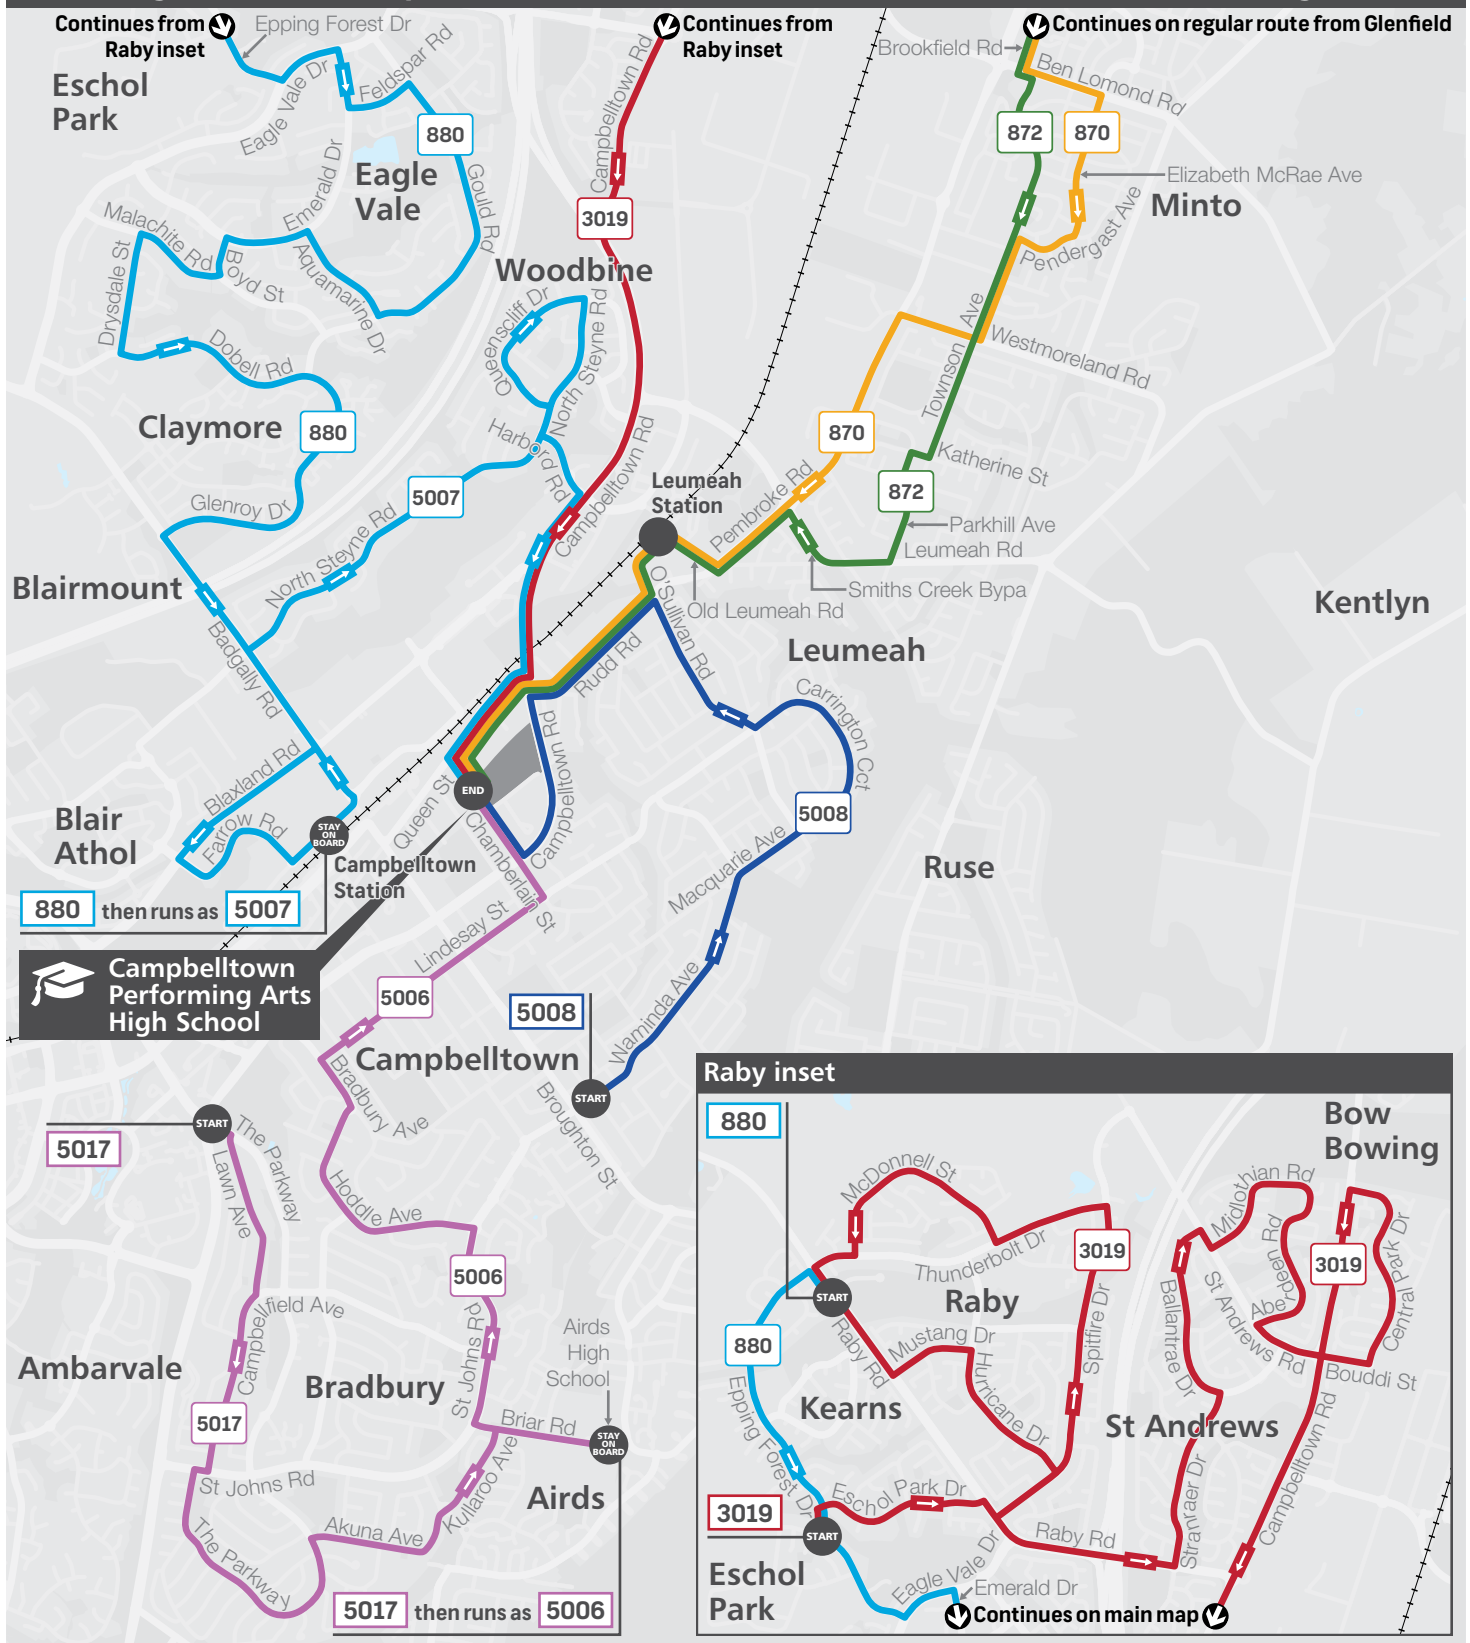 Continues from
Raby inset
Epping Forest Dr
Continues from
Raby inset
Continues on regular route from Glenfield
Brookfield Rd
Ben Lomond Rd
Eschol
Park
Eagle Vale Dr
Feldspar Rd
880
Campbelltown Rd
872
870
Elizabeth McRae Ave
Minto
Pendergast Ave
Emerald Dr
Eagle
Vale
Gould Rd
3019
Malachite Rd
Boyd St
Aquamarine Dr
Drysdale St
Woodbine
Queenscliff Dr
North Steyne Rd
Dobell Rd
Townson Ave
Westmoreland Rd
Claymore
880
Harbord Rd
Campbelltown Rd
870
Katherine St
Glenroy Dr
5007
Leumeah
Station
Pembroke Rd
872
Parkhill Ave
Leumeah Rd
North Steyne Rd
Campbelltown Rd
Smiths Creek Bypa
Old Leumeah Rd
Blairmount
Kentlyn
O'Sullivan Rd
Rudd Rd
Leumeah
Badgally Rd
Carrington Cct
Campbelltown Rd
Blaxland Rd
Queen St
END
5008
Blair
Athol
Farrow Rd
STAY
ON
BOARD
Campbelltown
Station
Chamberlain St
Macquarie Ave
Ruse
880 then runs as 5007
Lindesay St
Campbelltown
Performing Arts
High School
5006
5008
Waminda Ave
Campbelltown
START
Broughton St
Bradbury Ave
START
5017
The Parkway
Lawn Ave
Hoddle Ave
5006
Campbellfield Ave
St Johns Rd
Airds
High
School
Ambarvale
Bradbury
5017
Briar Rd
STAY
ON
BOARD
St Johns Rd
Kullaroo Ave
Airds
Akuna Ave
The Parkway
5017 then runs as 5006
Raby inset
880
Bow
Bowing
McDonnell St
Midlothian Rd
Thunderbolt Dr
3019
Aberdeen Rd
3019
Central Park Dr
START
Raby
Ballantrae Dr
St Andrews Rd
880
Raby Rd
Mustang Dr
Spitfire Dr
Bouddi St
Hurricane Dr
Kearns
St Andrews
Epping Forest Dr
Campbelltown Rd
Eschol Park Dr
3019
START
Raby Rd
Stranraer Dr
Eschol
Park
Eagle Vale Dr
Emerald Dr
Continues on main map